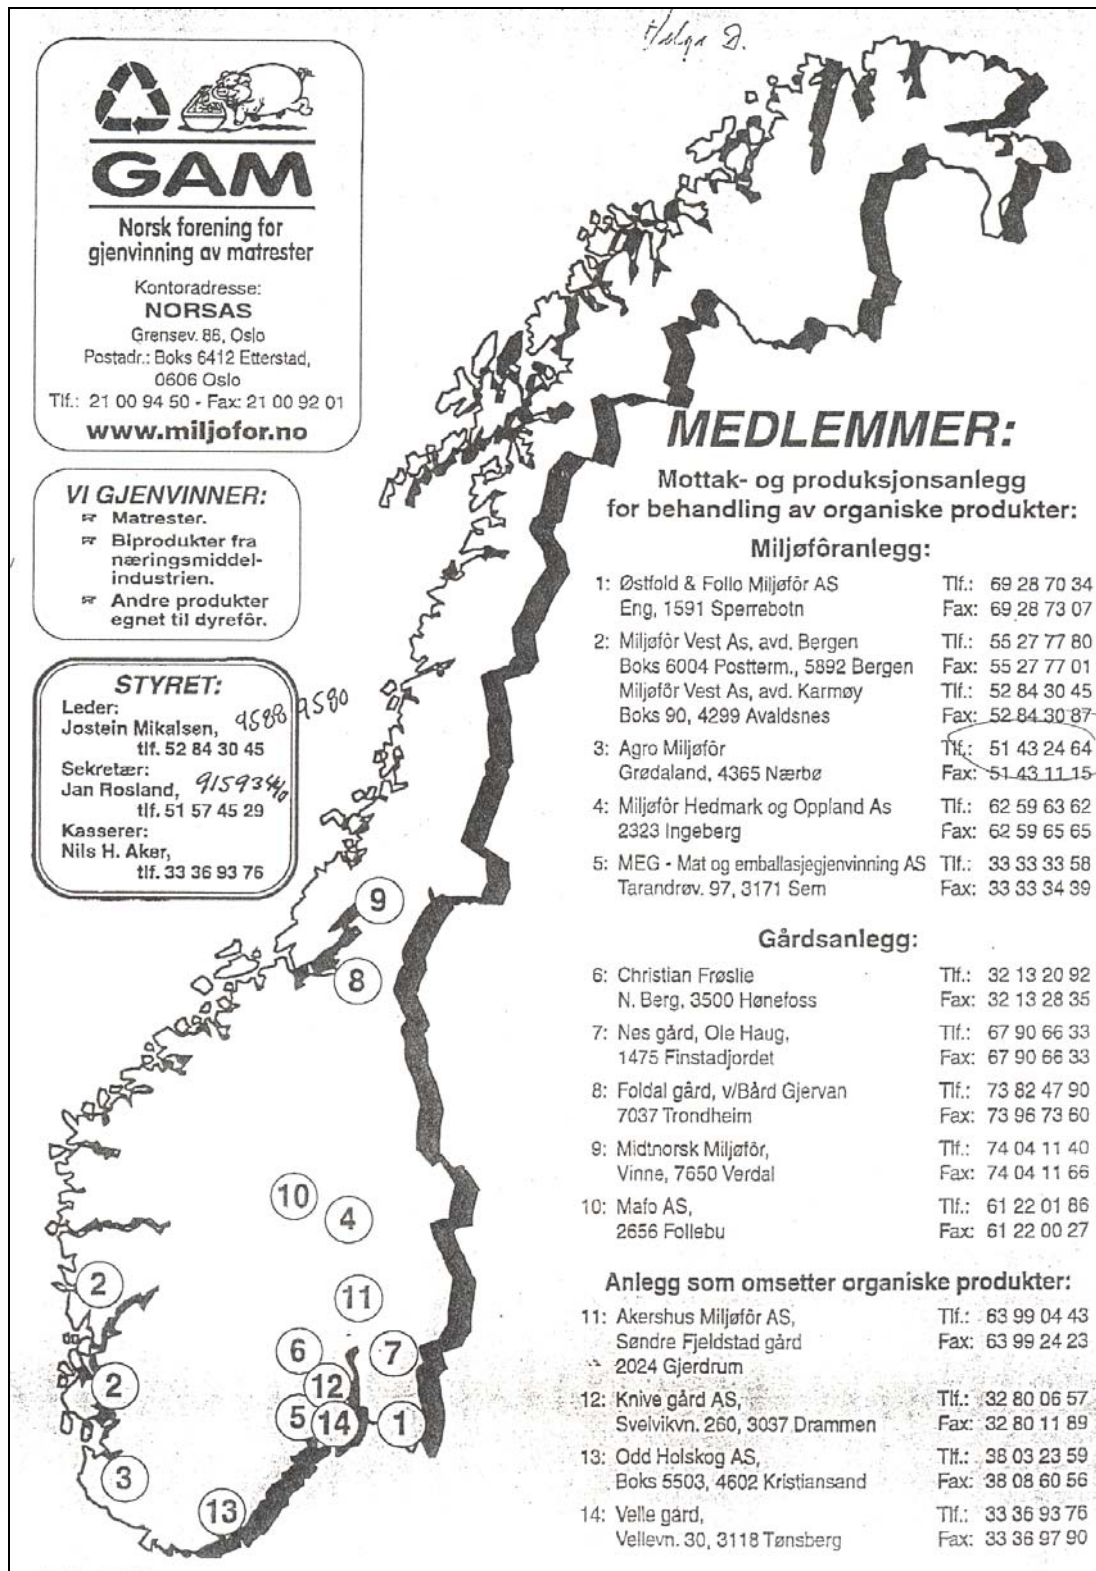 Helga D.
GAM
Norsk forening for
gjenvinning av matrester
Kontoradresse:
NORSAS
Grensev. 86, Oslo
Postadr.: Boks 6412 Etterstad,
0606 Oslo
Tlf.: 21 00 94 50 - Fax: 21 00 92 01
www.miljofor.no
VI GJENVINNER:
Matrester.
Biprodukter fra
næringsmiddel-
industrien.
Andre produkter
egnet til dyrefôr.
STYRET:
Leder:
Jostein Mikalsen, 9588 9580
tlf. 52 84 30 45
Sekretær:
Jan Rosland, 91593440
tlf. 51 57 45 29
Kasserer:
Nils H. Aker,
tlf. 33 36 93 76
MEDLEMMER:
Mottak- og produksjonsanlegg
for behandling av organiske produkter:
Miljøfôranlegg:
1: Østfold & Follo Miljøfôr AS Tlf.: 69 28 70 34
Eng, 1591 Sperrebotn Fax: 69 28 73 07
2: Miljøfôr Vest As, avd. Bergen Tlf.: 55 27 77 80
Boks 6004 Postterm., 5892 Bergen Fax: 55 27 77 01
Miljøfôr Vest As, avd. Karmøy Tlf.: 52 84 30 45
Boks 90, 4299 Avaldsnes Fax: 52 84 30 87
3: Agro Miljøfôr Tlf.: 51 43 24 64
Grødaland, 4365 Nærbø Fax: 51 43 11 15
4: Miljøfôr Hedmark og Oppland As Tlf.: 62 59 63 62
2323 Ingeberg Fax: 62 59 65 65
5: MEG - Mat og emballasjegjenvinning AS Tlf.: 33 33 33 58
Tarandrøv. 97, 3171 Sem Fax: 33 33 34 39
Gårdsanlegg:
6: Christian Frøslie Tlf.: 32 13 20 92
N. Berg, 3500 Hønefoss Fax: 32 13 28 35
7: Nes gård, Ole Haug, Tlf.: 67 90 66 33
1475 Finstadjordet Fax: 67 90 66 33
8: Foldal gård, v/Bård Gjervan Tlf.: 73 82 47 90
7037 Trondheim Fax: 73 96 73 60
9: Midtnorsk Miljøfôr, Tlf.: 74 04 11 40
Vinne, 7650 Verdal Fax: 74 04 11 66
10: Mafo AS, Tlf.: 61 22 01 86
2656 Follebu Fax: 61 22 00 27
Anlegg som omsetter organiske produkter:
11: Akershus Miljøfôr AS, Tlf.: 63 99 04 43
Søndre Fjeldstad gård Fax: 63 99 24 23
2024 Gjerdrum
12: Knive gård AS, Tlf.: 32 80 06 57
Svelvikvn. 260, 3037 Drammen Fax: 32 80 11 89
13: Odd Holskog AS, Tlf.: 38 03 23 59
Boks 5503, 4602 Kristiansand Fax: 38 08 60 56
14: Velle gård, Tlf.: 33 36 93 76
Vellevn. 30, 3118 Tønsberg Fax: 33 36 97 90
9
8
10
4
2
11
6
7
2
12
5
14
1
3
13